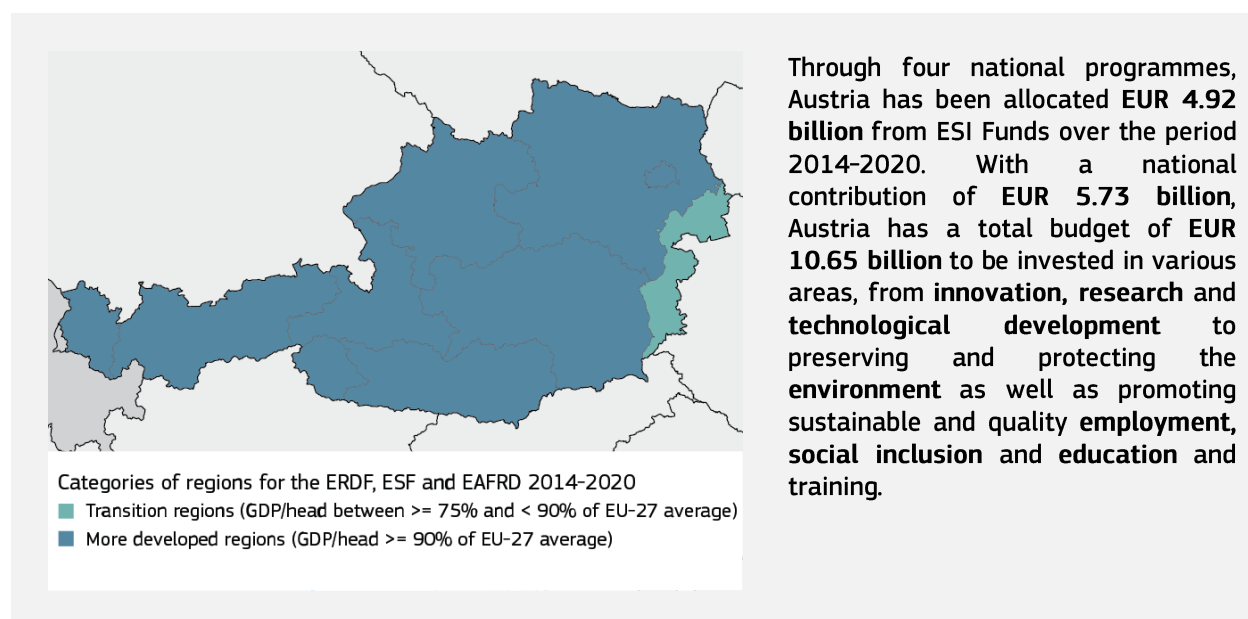 Through four national programmes,
Austria has been allocated EUR 4.92
billion from ESI Funds over the period
2014-2020. With a national
contribution of EUR 5.73 billion,
Austria has a total budget of EUR
10.65 billion to be invested in various
areas, from innovation, research and
technological development to
preserving and protecting the
environment as well as promoting
sustainable and quality employment,
social inclusion and education and
training.
Categories of regions for the ERDF, ESF and EAFRD 2014-2020
Transition regions (GDP/head between >= 75% and < 90% of EU-27 average)
More developed regions (GDP/head >= 90% of EU-27 average)